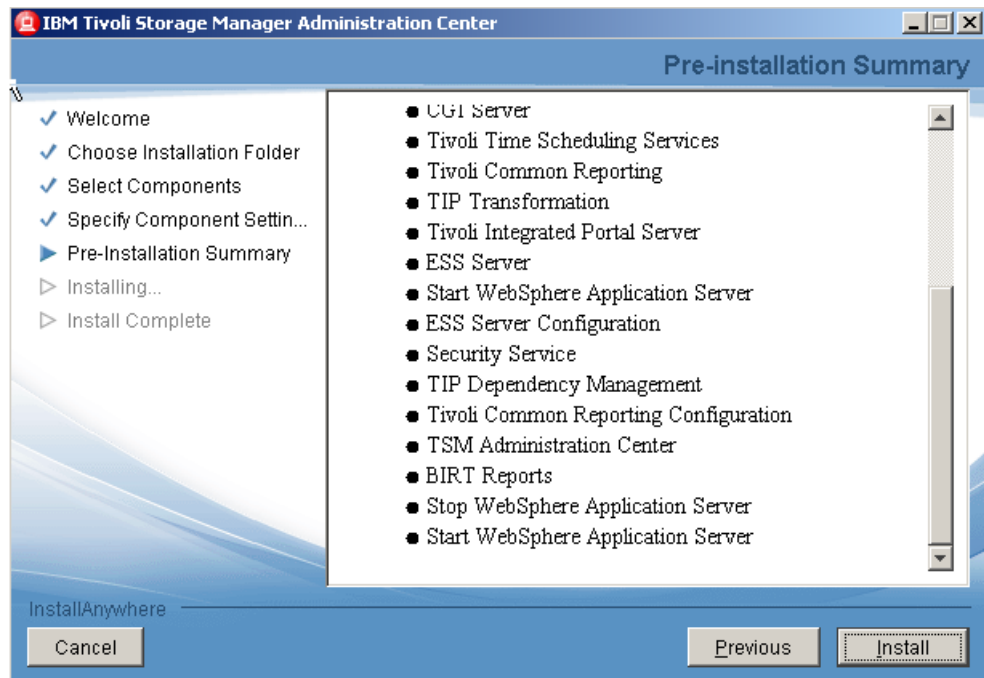 IBM Tivoli Storage Manager Administration Center
Pre-installation Summary
Welcome
Choose Installation Folder
Select Components
Specify Component Settin...
Pre-Installation Summary
Installing...
Install Complete
CGI Server
Tivoli Time Scheduling Services
Tivoli Common Reporting
TIP Transformation
Tivoli Integrated Portal Server
ESS Server
Start WebSphere Application Server
ESS Server Configuration
Security Service
TIP Dependency Management
Tivoli Common Reporting Configuration
TSM Administration Center
BIRT Reports
Stop WebSphere Application Server
Start WebSphere Application Server
InstallAnywhere
Cancel
Previous
Install